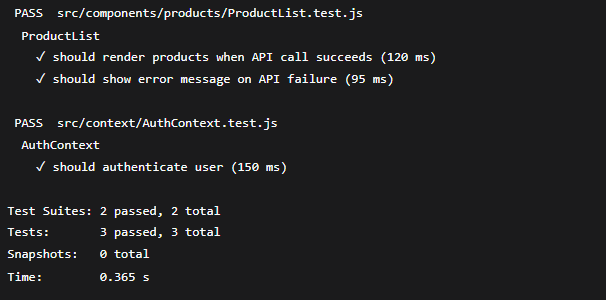 PASS  src/components/products/ProductList.test.js
ProductList
✓ should render products when API call succeeds (120 ms)
✓ should show error message on API failure (95 ms)
PASS  src/context/AuthContext.test.js
AuthContext
✓ should authenticate user (150 ms)
Test Suites: 2 passed, 2 total
Tests:       3 passed, 3 total
Snapshots:   0 total
Time:        0.365 s